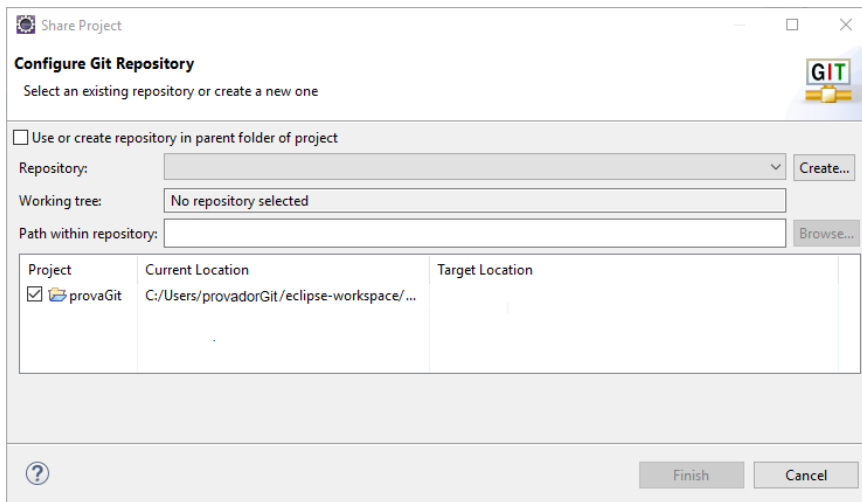 Share Project
Configure Git Repository
Select an existing repository or create a new one
GIT
Use or create repository in parent folder of project
Repository: Create...
Working tree: No repository selected
Path within repository: Browse...
Project Current Location Target Location
provaGit C:/Users/provadorGit/eclipse-workspace/...
? Finish Cancel